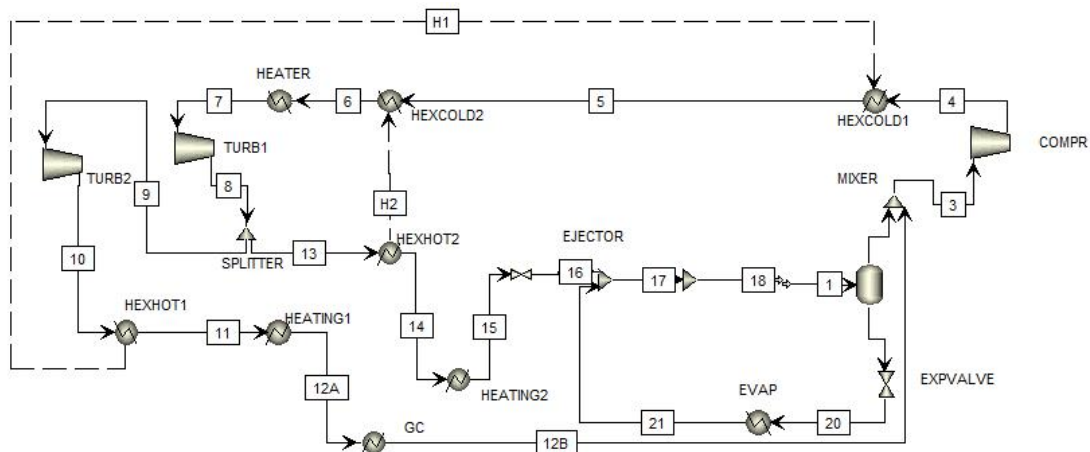 H1
HEATER
7
6
5
4
HEXCOLD2
HEXCOLD1
TURB1
COMPR
TURB2
MIXER
8
9
3
H2
10
13
HEXHOT2
EJECTOR
SPLITTER
16
17
18
1
HEXHOT1
11
HEATING1
14
15
12A
HEATING2
EVAP
EXPVALVE
21
20
GC
12B